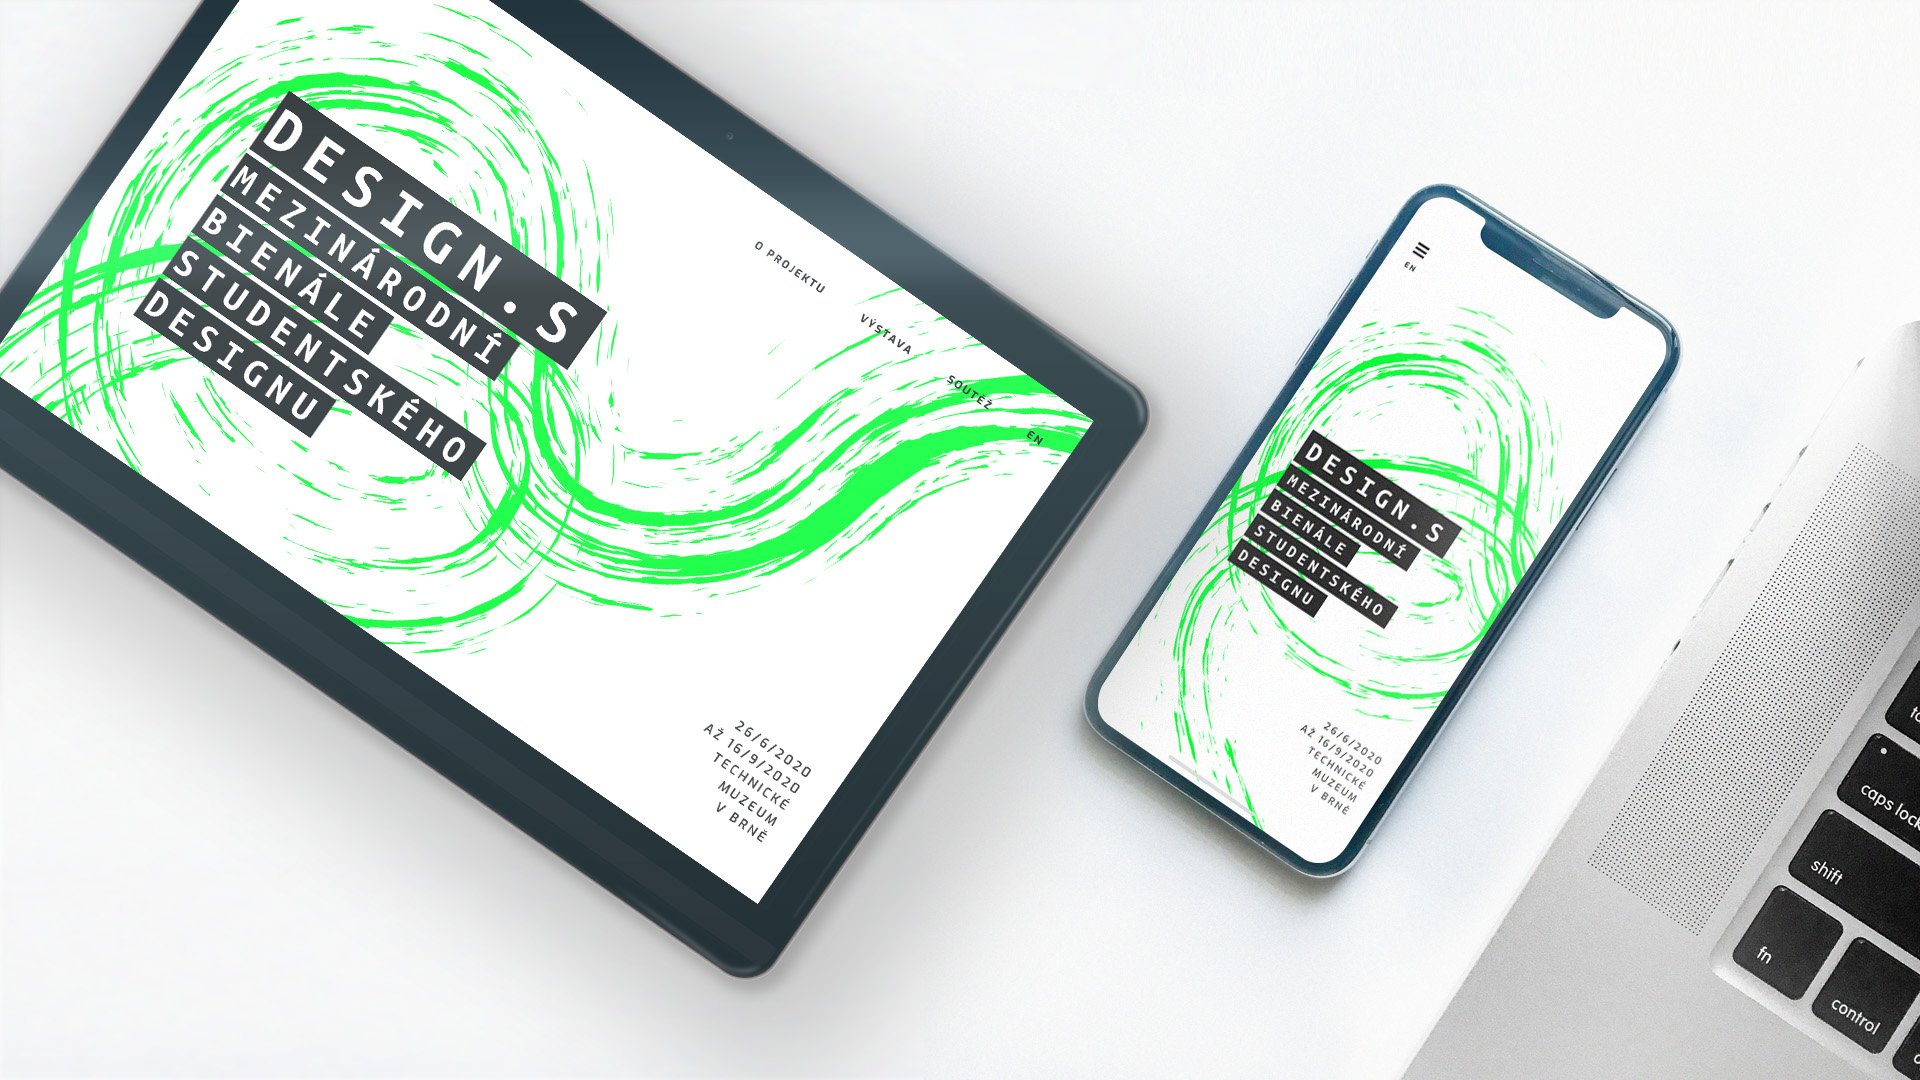 DESIGN.S
MEZINÁRODNÍ
BIENÁLE
STUDENTSKÉHO
DESIGNU
O PROJEKTU
VÝSTAVA
SOUTĚŽ
EN
26/6/2020
AŽ 16/9/2020
TECHNICKÉ
MUZEUM
V BRNĚ
EN
DESIGN.S
MEZINÁRODNÍ
BIENÁLE
STUDENTSKÉHO
DESIGNU
26/6/2020
AŽ 16/9/2020
TECHNICKÉ
MUZEUM
V BRNĚ
caps lock
shift
fn
control